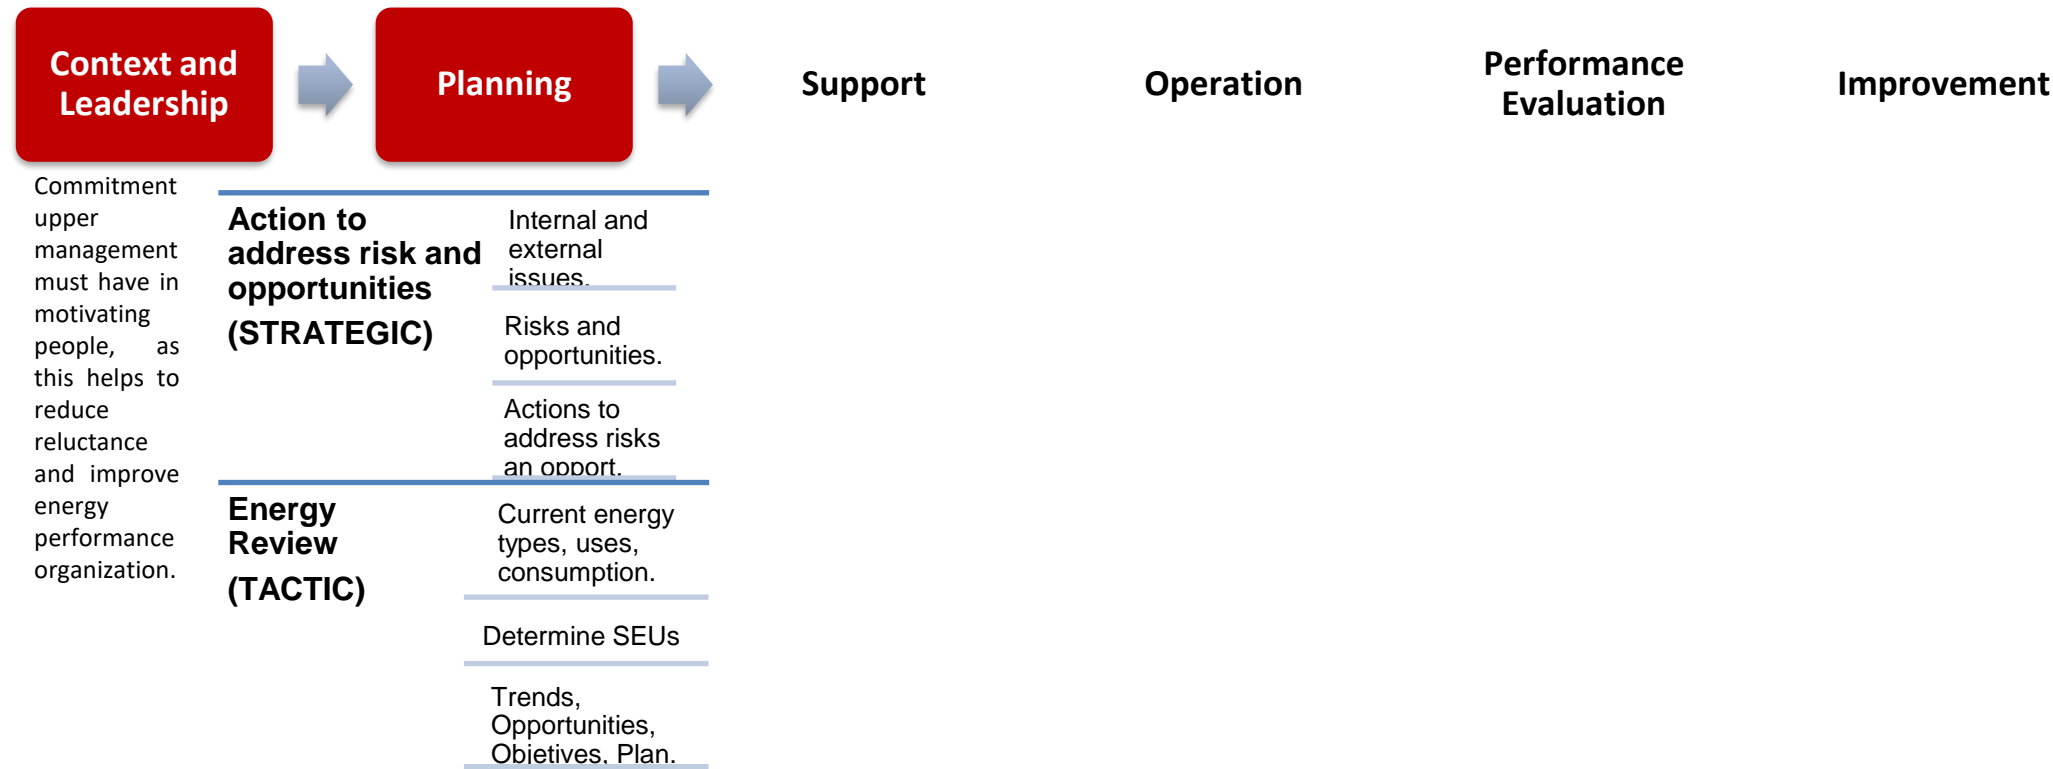 Context and
Leadership
Planning
Support
Operation
Performance
Evaluation
Improvement
Commitment
upper
management
must have in
motivating
people, as
this helps to
reduce
reluctance
and improve
energy
performance
organization.
Action to
address risk and
opportunities
(STRATEGIC)
Internal and
external
issues.
Risks and
opportunities.
Actions to
address risks
an opport.
Energy
Review
(TACTIC)
Current energy
types, uses,
consumption.
Determine SEUs
Trends,
Opportunities,
Objetives, Plan.